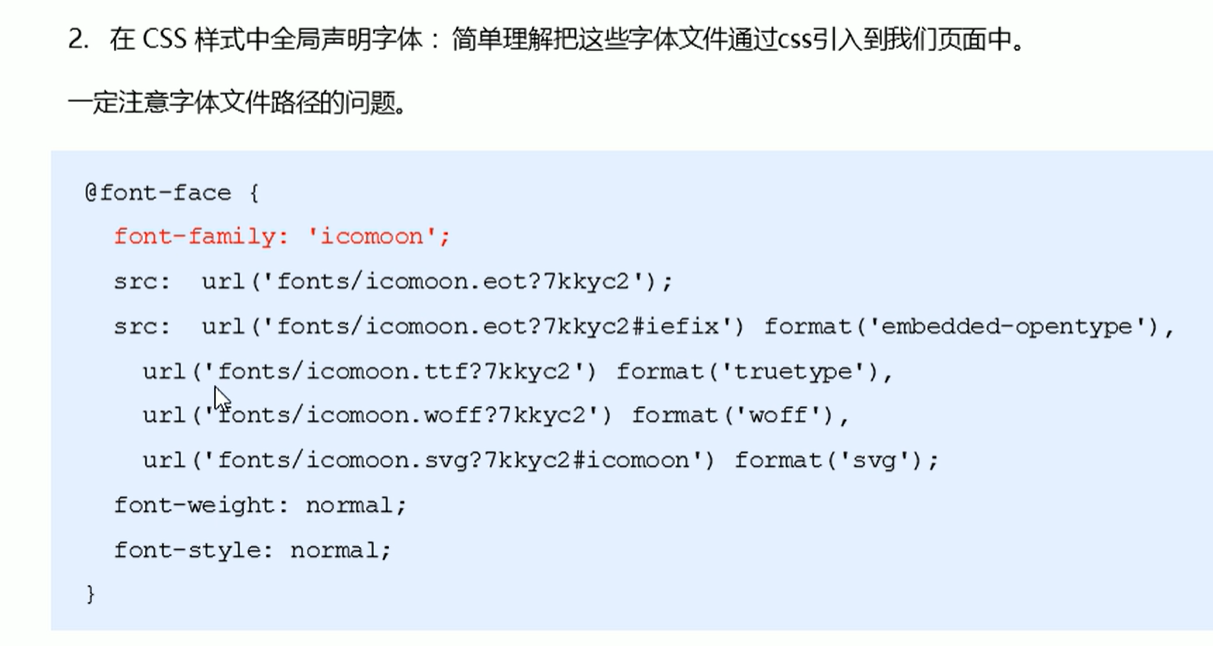 2. 在 CSS 样式中全局声明字体： 简单理解把这些字体文件通过css引入到我们页面中。
一定注意字体文件路径的问题。
@font-face {
font-family: 'icomoon';
src: url('fonts/icomoon.eot?7kkyc2');
src: url('fonts/icomoon.eot?7kkyc2#iefix') format('embedded-opentype'),
url('fonts/icomoon.ttf?7kkyc2') format('truetype'),
url('fonts/icomoon.woff?7kkyc2') format('woff'),
url('fonts/icomoon.svg?7kkyc2#icomoon') format('svg');
font-weight: normal;
font-style: normal;
}